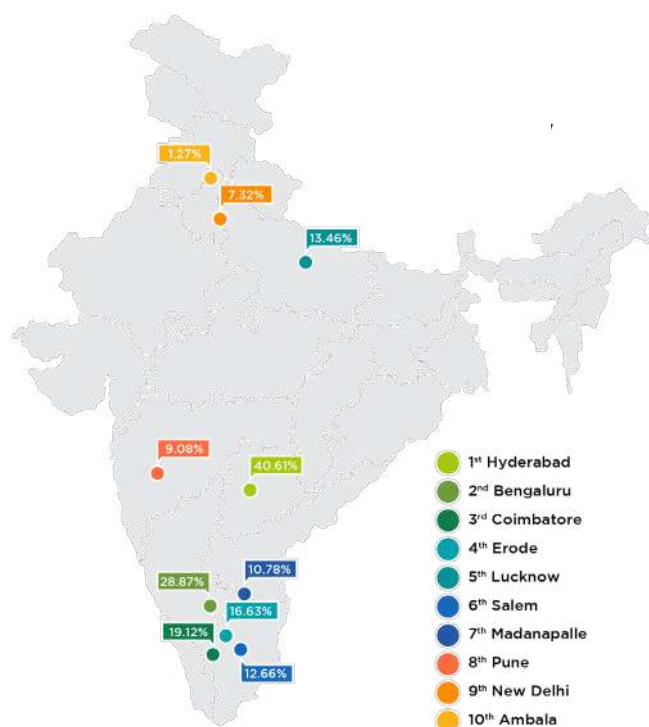 1.27%
7.32%
13.46%
9.08%
40.61%
10.78%
28.87%
16.63%
19.12%
12.66%
1st Hyderabad
2nd Bengaluru
3rd Coimbatore
4th Erode
5th Lucknow
6th Salem
7th Madanapalle
8th Pune
9th New Delhi
10th Ambala